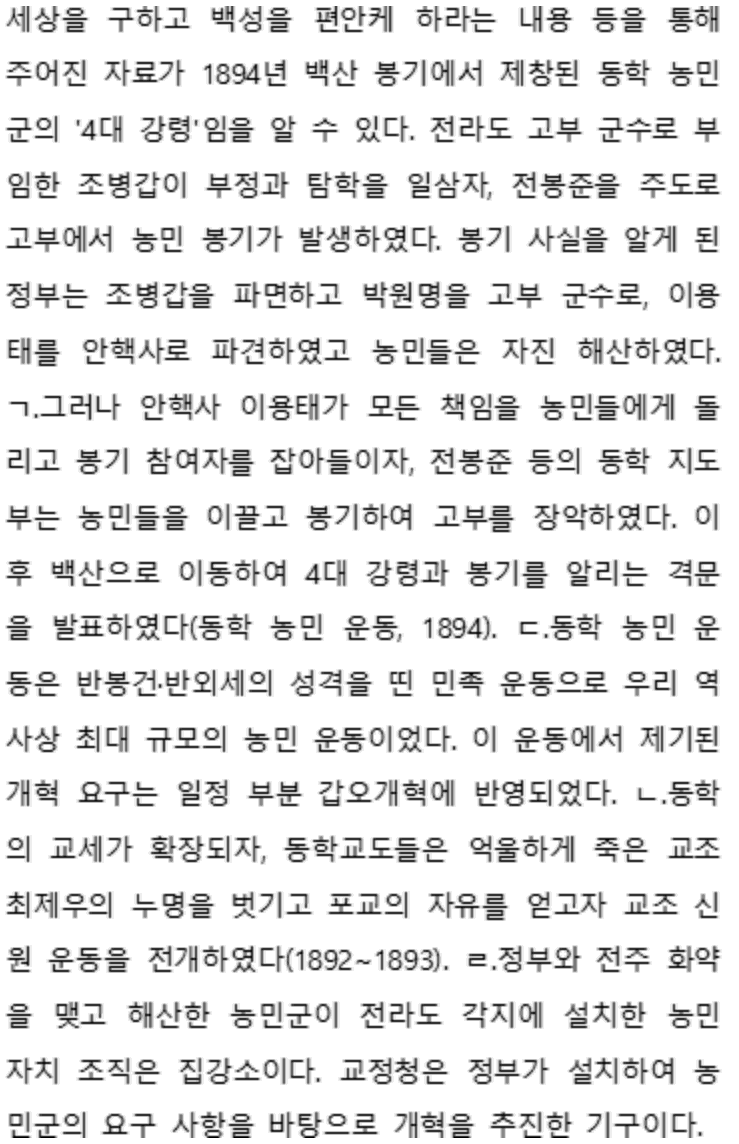 세상을 구하고 백성을 편안케 하라는 내용 등을 통해
주어진 자료가 1894년 백산 봉기에서 제창된 동학 농민
군의 '4대 강령'임을 알 수 있다. 전라도 고부 군수로 부
임한 조병갑이 부정과 탐학을 일삼자, 전봉준을 주도로
고부에서 농민 봉기가 발생하였다. 봉기 사실을 알게 된
정부는 조병갑을 파면하고 박원명을 고부 군수로, 이용
태를 안핵사로 파견하였고 농민들은 자진 해산하였다.
ㄱ.그러나 안핵사 이용태가 모든 책임을 농민들에게 돌
리고 봉기 참여자를 잡아들이자, 전봉준 등의 동학 지도
부는 농민들을 이끌고 봉기하여 고부를 장악하였다. 이
후 백산으로 이동하여 4대 강령과 봉기를 알리는 격문
을 발표하였다(동학 농민 운동, 1894). ㄷ.동학 농민 운
동은 반봉건·반외세의 성격을 띤 민족 운동으로 우리 역
사상 최대 규모의 농민 운동이었다. 이 운동에서 제기된
개혁 요구는 일정 부분 갑오개혁에 반영되었다. ㄴ.동학
의 교세가 확장되자, 동학교도들은 억울하게 죽은 교조
최제우의 누명을 벗기고 포교의 자유를 얻고자 교조 신
원 운동을 전개하였다(1892~1893). ㄹ.정부와 전주 화약
을 맺고 해산한 농민군이 전라도 각지에 설치한 농민
자치 조직은 집강소이다. 교정청은 정부가 설치하여 농
민군의 요구 사항을 바탕으로 개혁을 추진한 기구이다.